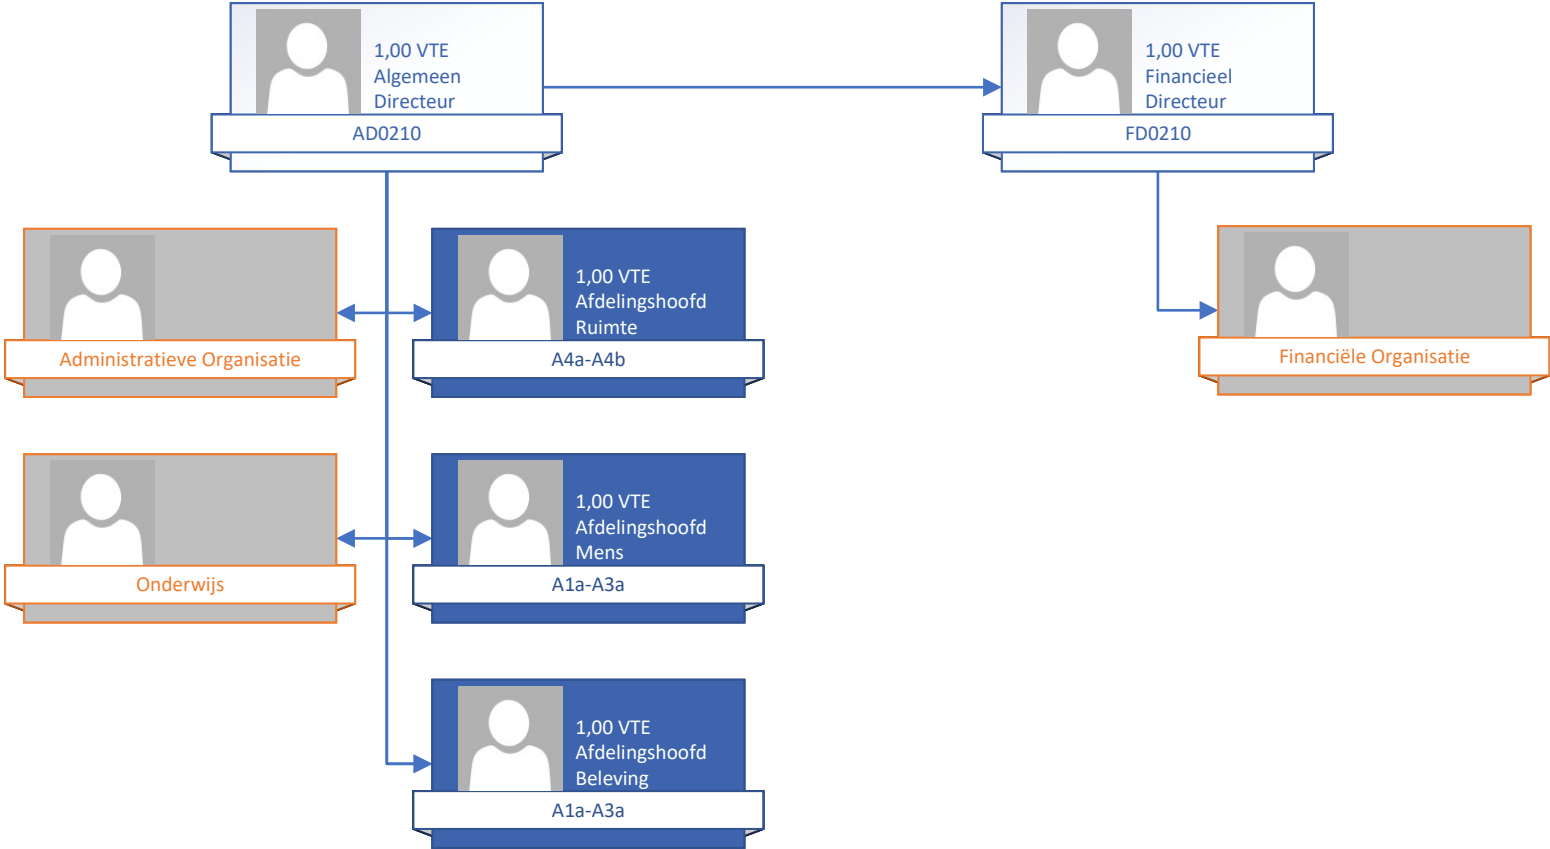 1,00 VTE
Algemeen
Directeur
AD0210
1,00 VTE
Financieel
Directeur
FD0210
Administratieve Organisatie
1,00 VTE
Afdelingshoofd
Ruimte
A4a-A4b
Financiële Organisatie
Onderwijs
1,00 VTE
Afdelingshoofd
Mens
A1a-A3a
1,00 VTE
Afdelingshoofd
Beleving
A1a-A3a